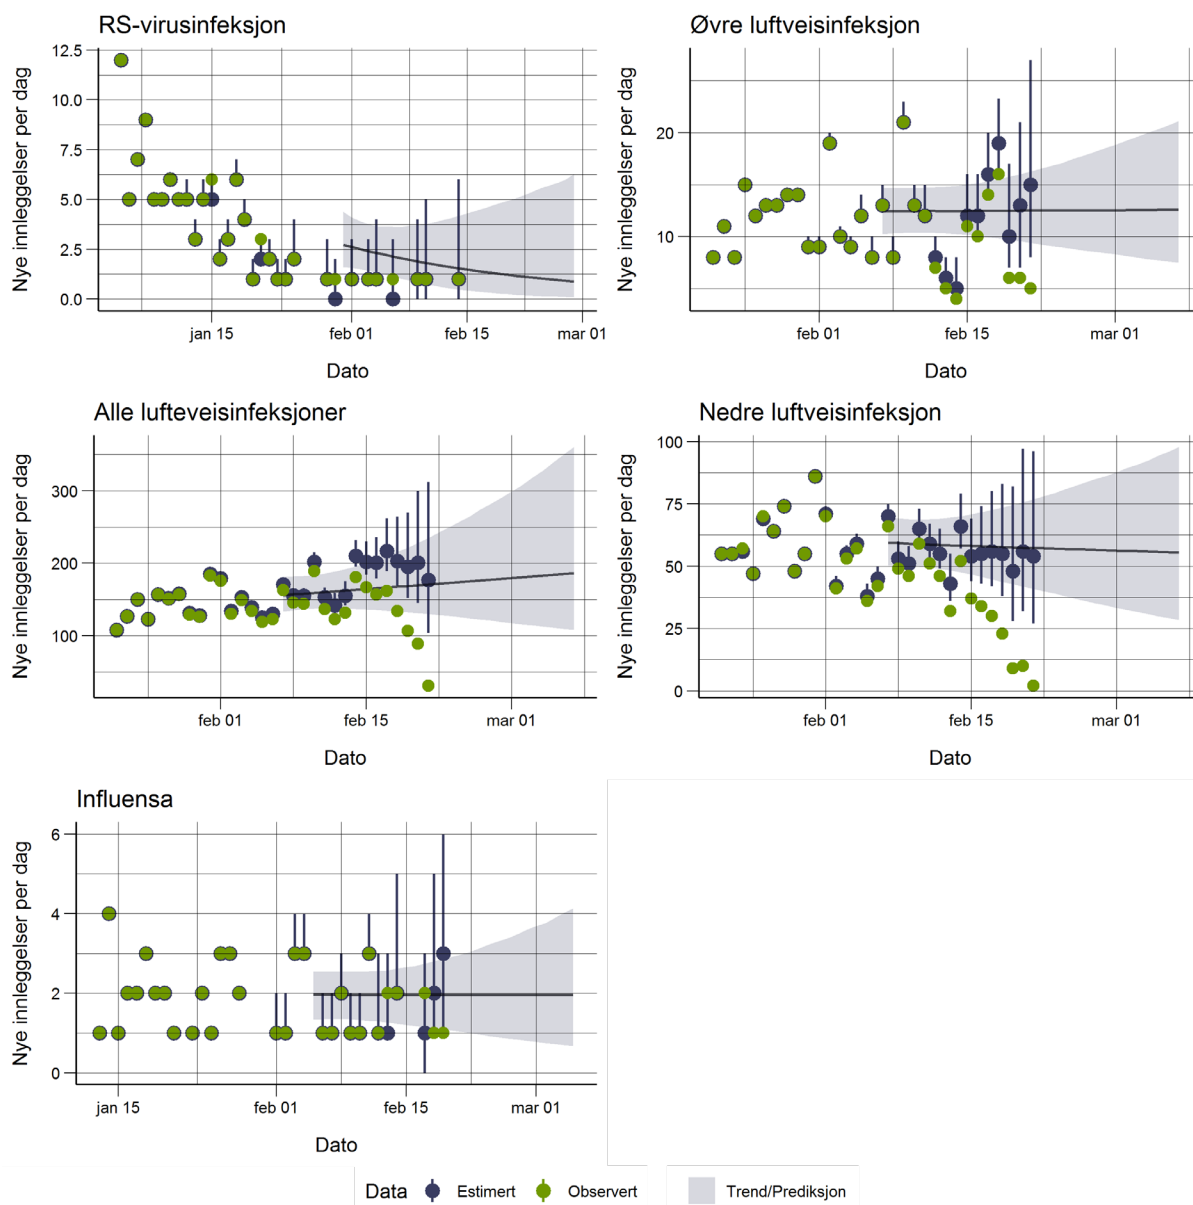 RS-virusinfeksjon
Nye innleggelser per dag
12.5
10.0
7.5
5.0
2.5
0.0
jan 15
feb 01
feb 15
mar 01
Dato
Øvre luftveisinfeksjon
Nye innleggelser per dag
20
10
feb 01
feb 15
mar 01
Dato
Alle lufteveisinfeksjoner
Nye innleggelser per dag
300
200
100
feb 01
feb 15
mar 01
Dato
Nedre luftveisinfeksjon
Nye innleggelser per dag
100
75
50
25
0
feb 01
feb 15
mar 01
Dato
Influensa
Nye innleggelser per dag
6
4
2
0
jan 15
feb 01
feb 15
mar 01
Dato
Data Estimert Observert Trend/Prediksjon